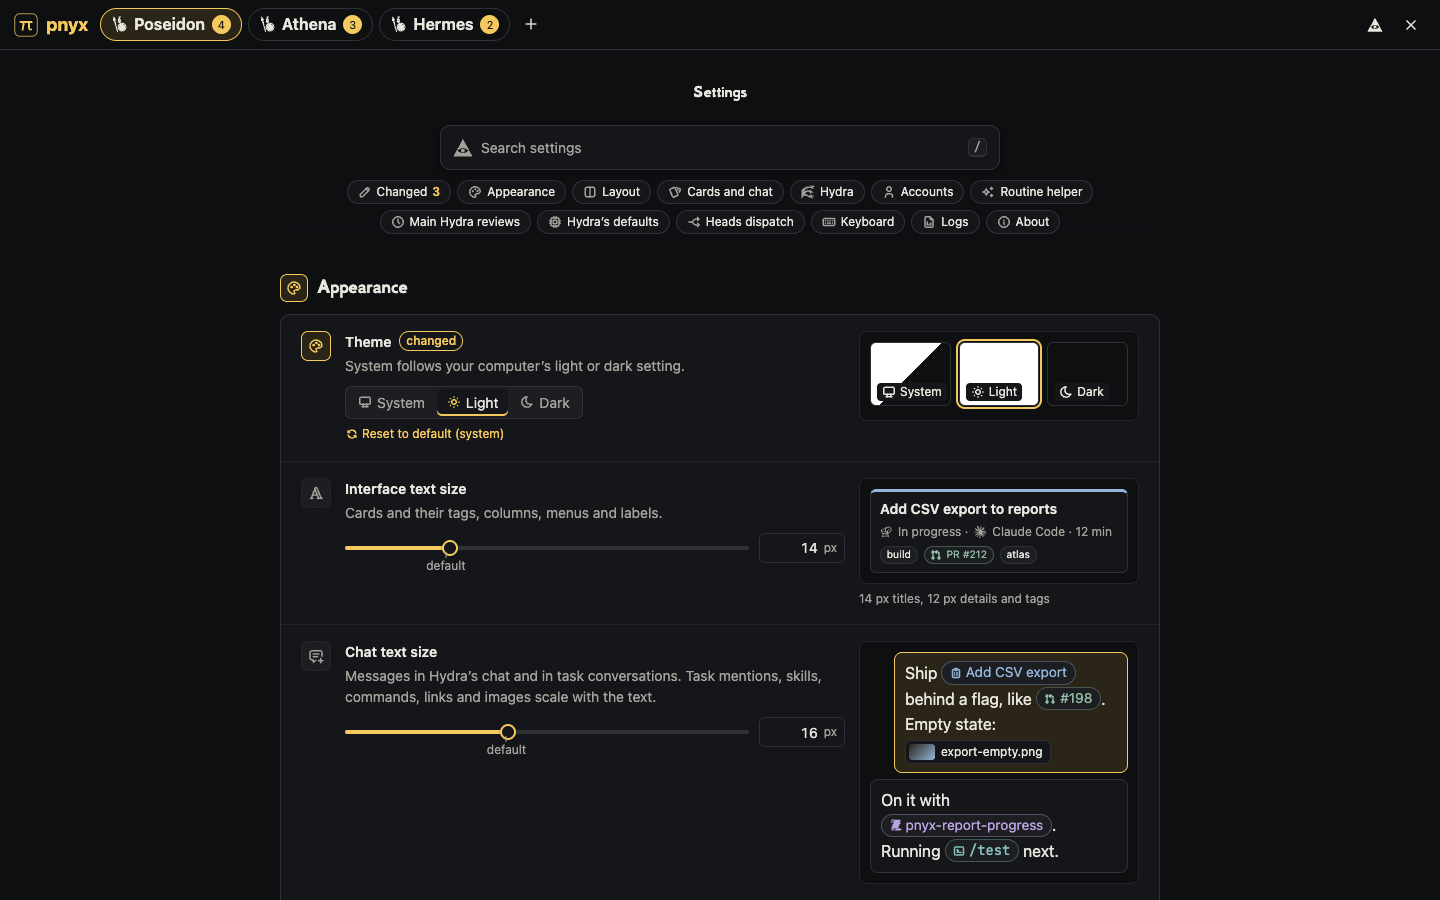 π pnyx Poseidon 4 Athena 3 Hermes 2 +
Settings
Search settings /
Changed 3 Appearance Layout Cards and chat Hydra Accounts Routine helper
Main Hydra reviews Hydra's defaults Heads dispatch Keyboard Logs About
Appearance
Theme changed
System follows your computer's light or dark setting.
System Light Dark
Reset to default (system)
System Light Dark
Interface text size
Cards and their tags, columns, menus and labels.
14 px
default
Add CSV export to reports
In progress · Claude Code · 12 min
build PR #212 atlas
14 px titles, 12 px details and tags
Chat text size
Messages in Hydra's chat and in task conversations. Task mentions, skills,
commands, links and images scale with the text.
16 px
default
Ship Add CSV export
behind a flag, like #198.
Empty state:
export-empty.png
On it with
pnyx-report-progress.
Running /test next.